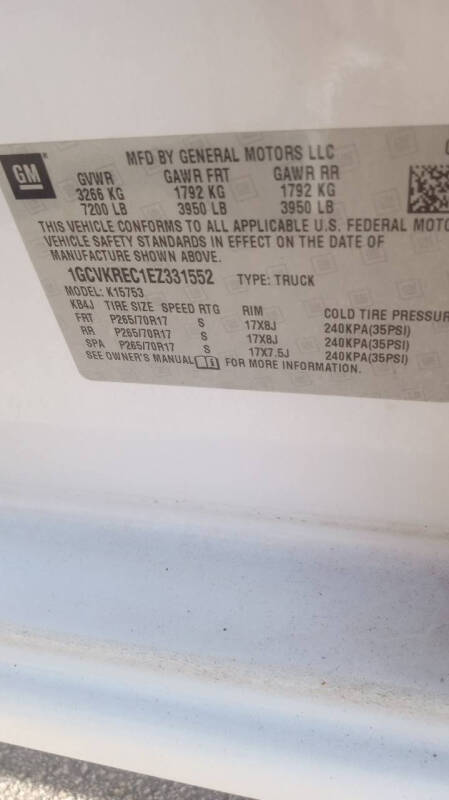 GM
MFD BY GENERAL MOTORS LLC
GVWR GAWR FRT GAWR RR
3266 KG 1792 KG 1792 KG
7200 LB 3950 LB 3950 LB
THIS VEHICLE CONFORMS TO ALL APPLICABLE U.S. FEDERAL MOTO
VEHICLE SAFETY STANDARDS IN EFFECT ON THE DATE OF
MANUFACTURE SHOWN ABOVE.
1GCVKREC1EZ331552 TYPE: TRUCK
MODEL: K15753
KB4J TIRE SIZE SPEED RTG RIM COLD TIRE PRESSUR
FRT P265/70R17 S 17X8J 240KPA(35PSI)
RR P265/70R17 S 17X8J 240KPA(35PSI)
SPA P265/70R17 S 17X7.5J 240KPA(35PSI)
SEE OWNER'S MANUAL FOR MORE INFORMATION.